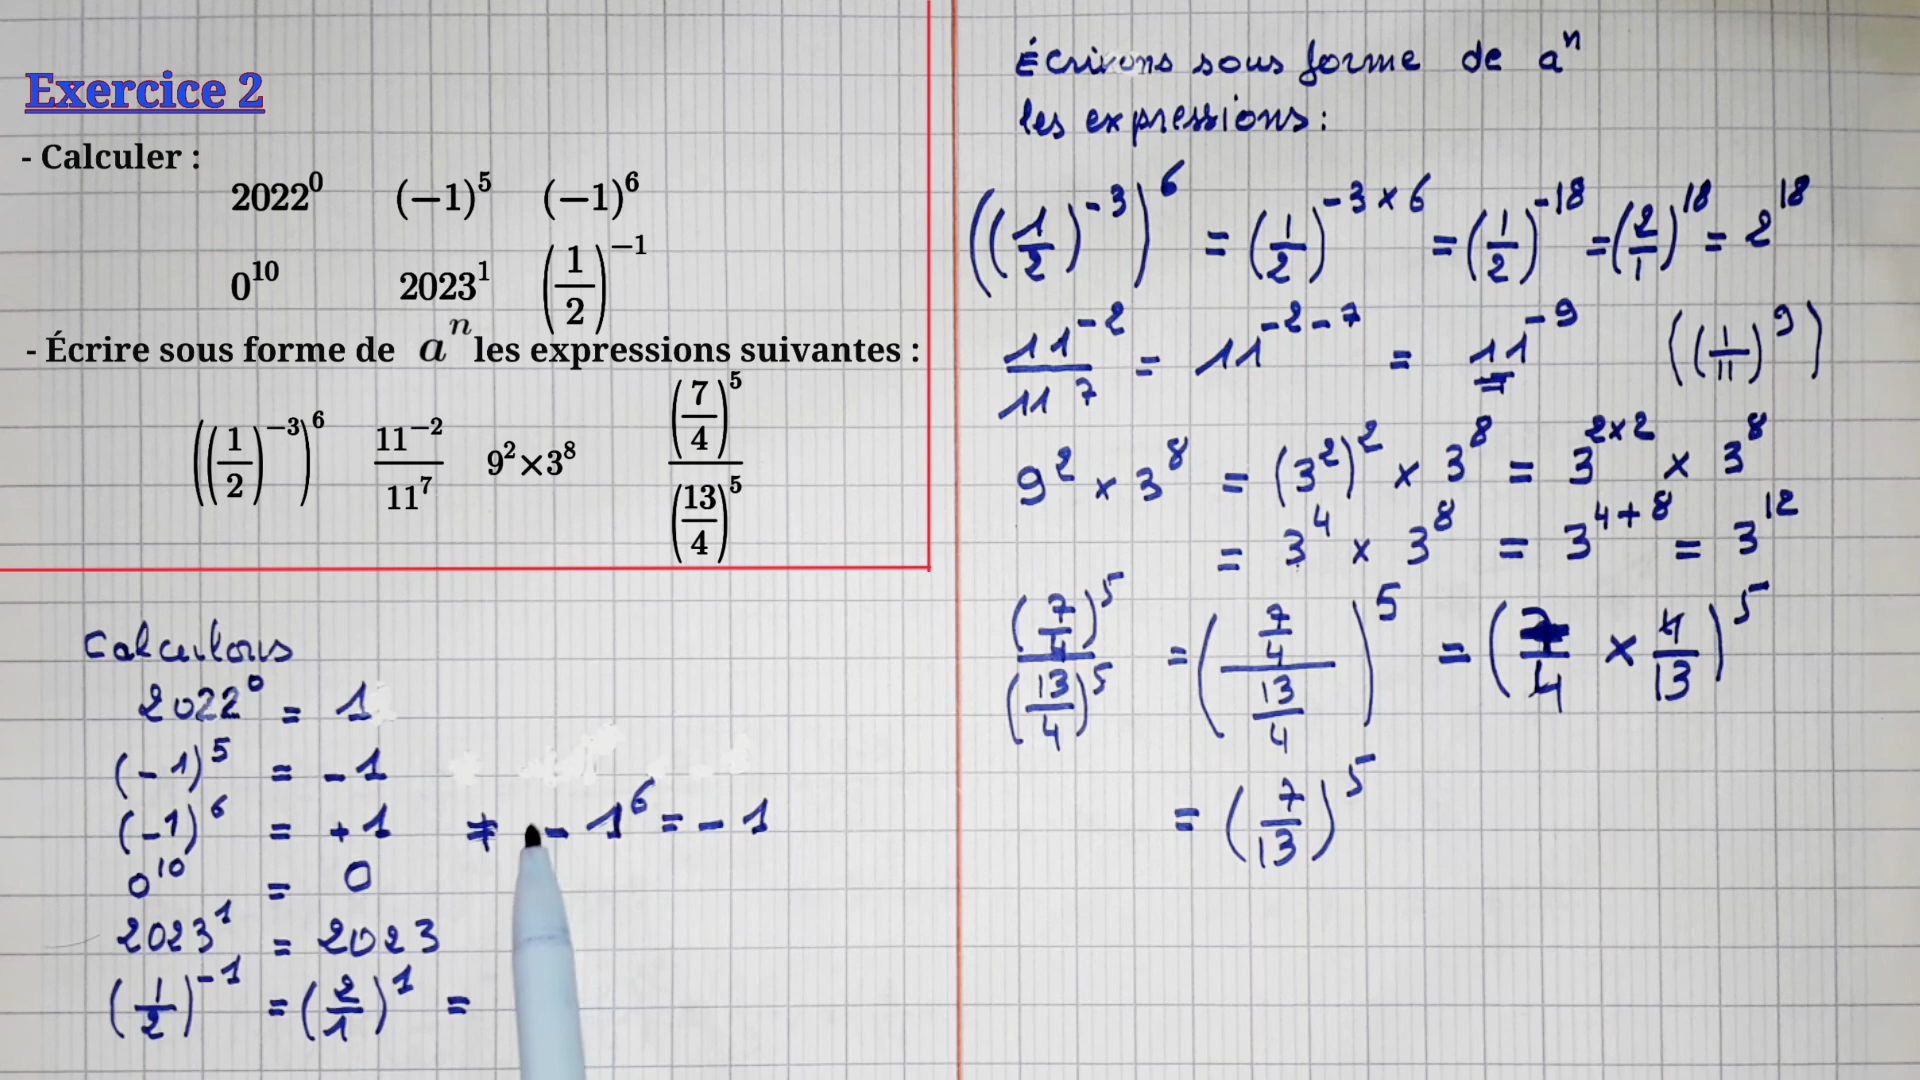 Exercice 2
- Calculer :
2022⁰ (−1)⁵ (−1)⁶
0¹⁰ 2023¹ (1/2)⁻¹
- Écrire sous forme de aⁿ les expressions suivantes :
((1/2)⁻³)⁶ 11⁻²/11⁷ 9²×3⁸ (7/4)⁵/(13/4)⁵
Calculons
2022⁰ = 1
(-1)⁵ = -1
(-1)⁶ = +1 ≠ -1⁶ = -1
0¹⁰ = 0
2023¹ = 2023
(1/2)⁻¹ = (2/1)¹ =
Écrivons sous forme de aⁿ
les expressions :
((1/2)⁻³)⁶ = (1/2)⁻³ˣ⁶ = (1/2)⁻¹⁸ = (2/1)¹⁸ = 2¹⁸
11⁻²/11⁷ = 11⁻²⁻⁷ = 11⁻⁹ ((1/11)⁹)
9² × 3⁸ = (3²)² × 3⁸ = 3²ˣ² × 3⁸
= 3⁴ × 3⁸ = 3⁴⁺⁸ = 3¹²
(7/4)⁵/(13/4)⁵ = ((7/4)/(13/4))⁵ = (7/4 × 4/13)⁵
= (7/13)⁵